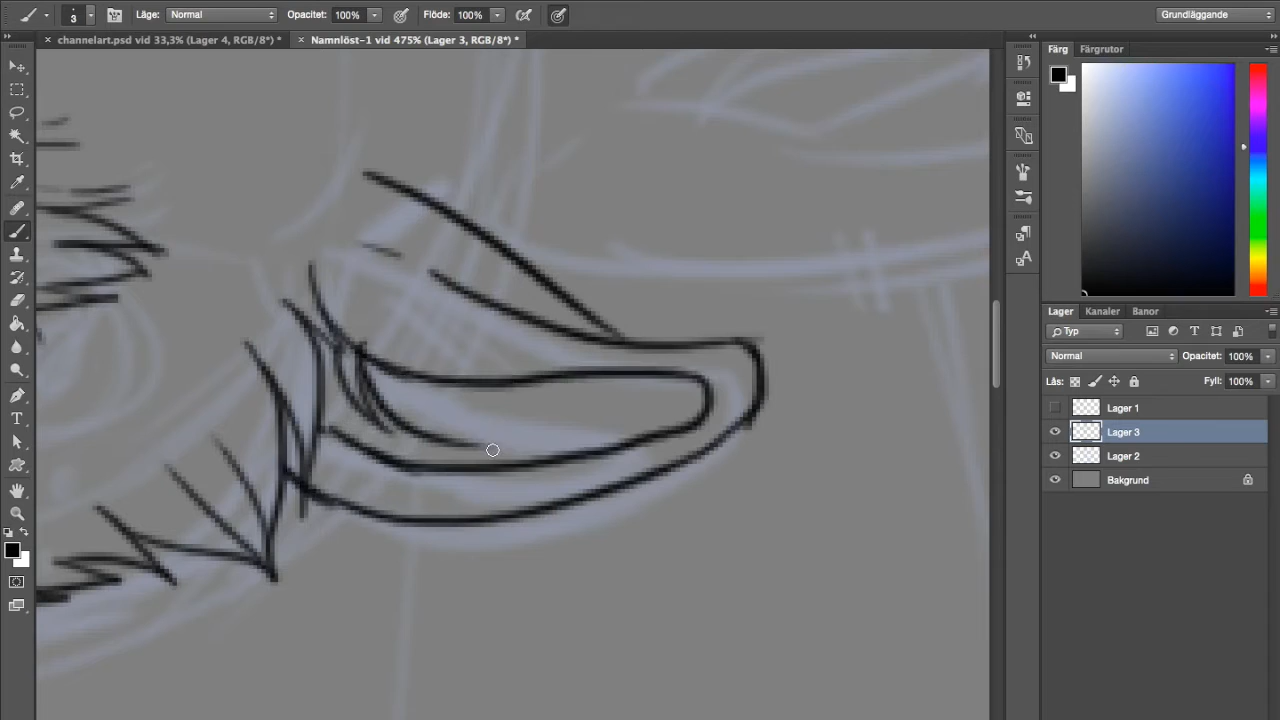 3 Läge: Normal Opacitet: 100% Flöde: 100% Grundläggande
× channelart.psd vid 33,3% (Lager 4, RGB/8*) * × Namnlöst-1 vid 475% (Lager 3, RGB/8*) *
Färg Färgrutor
Lager Kanaler Banor
Typ
Normal Opacitet: 100%
Lås: Fyll: 100%
Lager 1
Lager 3
Lager 2
Bakgrund